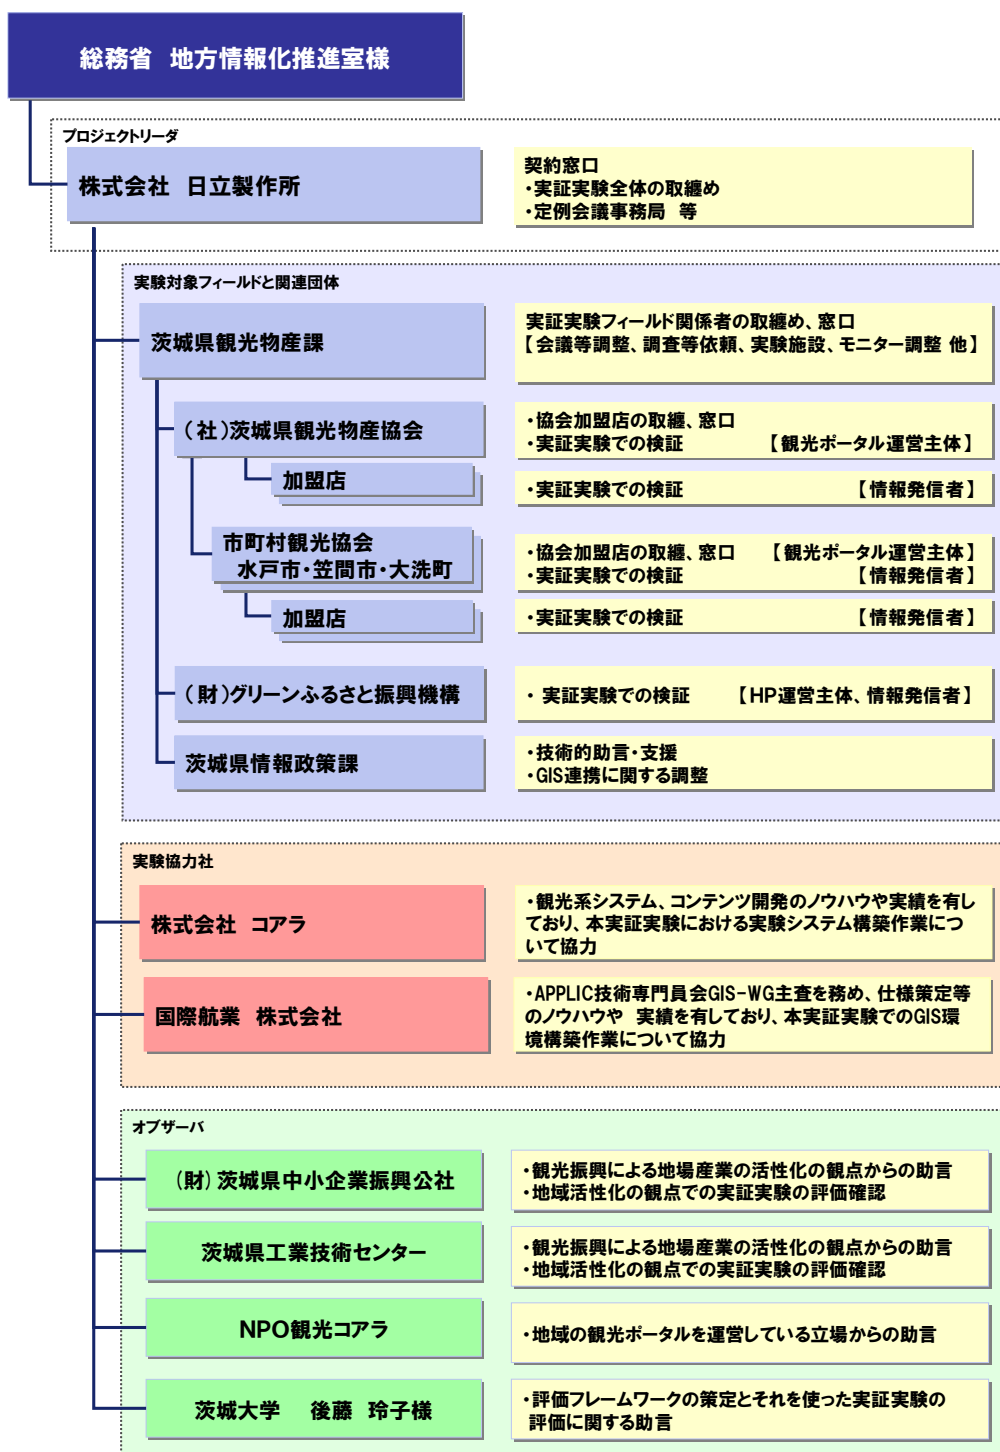 総務省 地方情報化推進室様
プロジェクトリーダ
株式会社 日立製作所
契約窓口
・実証実験全体の取纏め
・定例会議事務局 等
実験対象フィールドと関連団体
茨城県観光物産課
実証実験フィールド関係者の取纏め、窓口
【会議等調整、調査等依頼、実験施設、モニター調整 他】
（社）茨城県観光物産協会
・協会加盟店の取纏、窓口
・実証実験での検証 【観光ポータル運営主体】
加盟店
・実証実験での検証 【情報発信者】
市町村観光協会
水戸市・笠間市・大洗町
・協会加盟店の取纏、窓口 【観光ポータル運営主体】
・実証実験での検証 【情報発信者】
加盟店
・実証実験での検証 【情報発信者】
（財）グリーンふるさと振興機構
・ 実証実験での検証 【HP運営主体、情報発信者】
茨城県情報政策課
・技術的助言・支援
・GIS連携に関する調整
実験協力社
株式会社 コアラ
・観光系システム、コンテンツ開発のノウハウや実績を有し
ており、本実証実験における実験システム構築作業につ
いて協力
国際航業 株式会社
・APPLIC技術専門員会GIS-WG主査を務め、仕様策定等
のノウハウや 実績を有しており、本実証実験でのGIS環
境構築作業について協力
オブザーバ
（財）茨城県中小企業振興公社
・観光振興による地場産業の活性化の観点からの助言
・地域活性化の観点での実証実験の評価確認
茨城県工業技術センター
・観光振興による地場産業の活性化の観点からの助言
・地域活性化の観点での実証実験の評価確認
NPO観光コアラ
・地域の観光ポータルを運営している立場からの助言
茨城大学 後藤 玲子様
・評価フレームワークの策定とそれを使った実証実験の
評価に関する助言